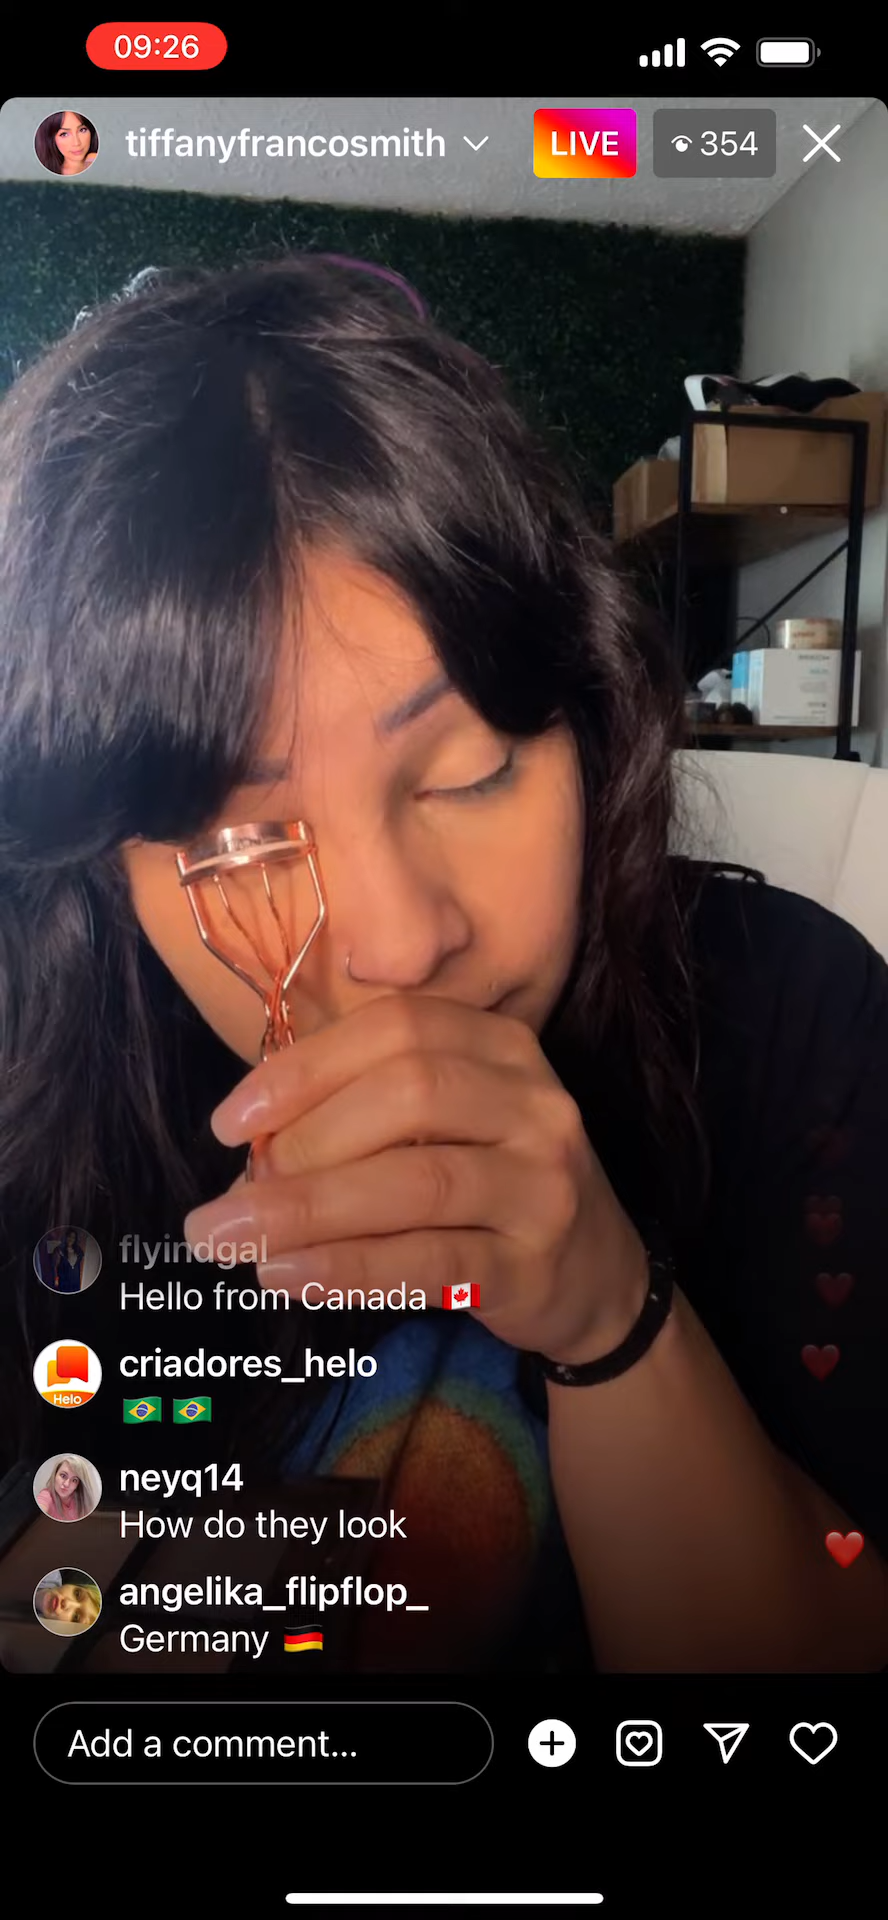 09:26
tiffanyfrancosmith
LIVE
354
flyindgal
Hello from Canada 🇨🇦
criadores_helo
🇧🇷 🇧🇷
Helo
neyq14
How do they look
angelika_flipflop_
Germany 🇩🇪
Add a comment...